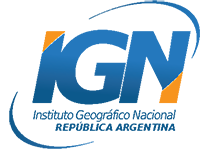 IGN
Instituto Geográfico Nacional
REPÚBLICA ARGENTINA